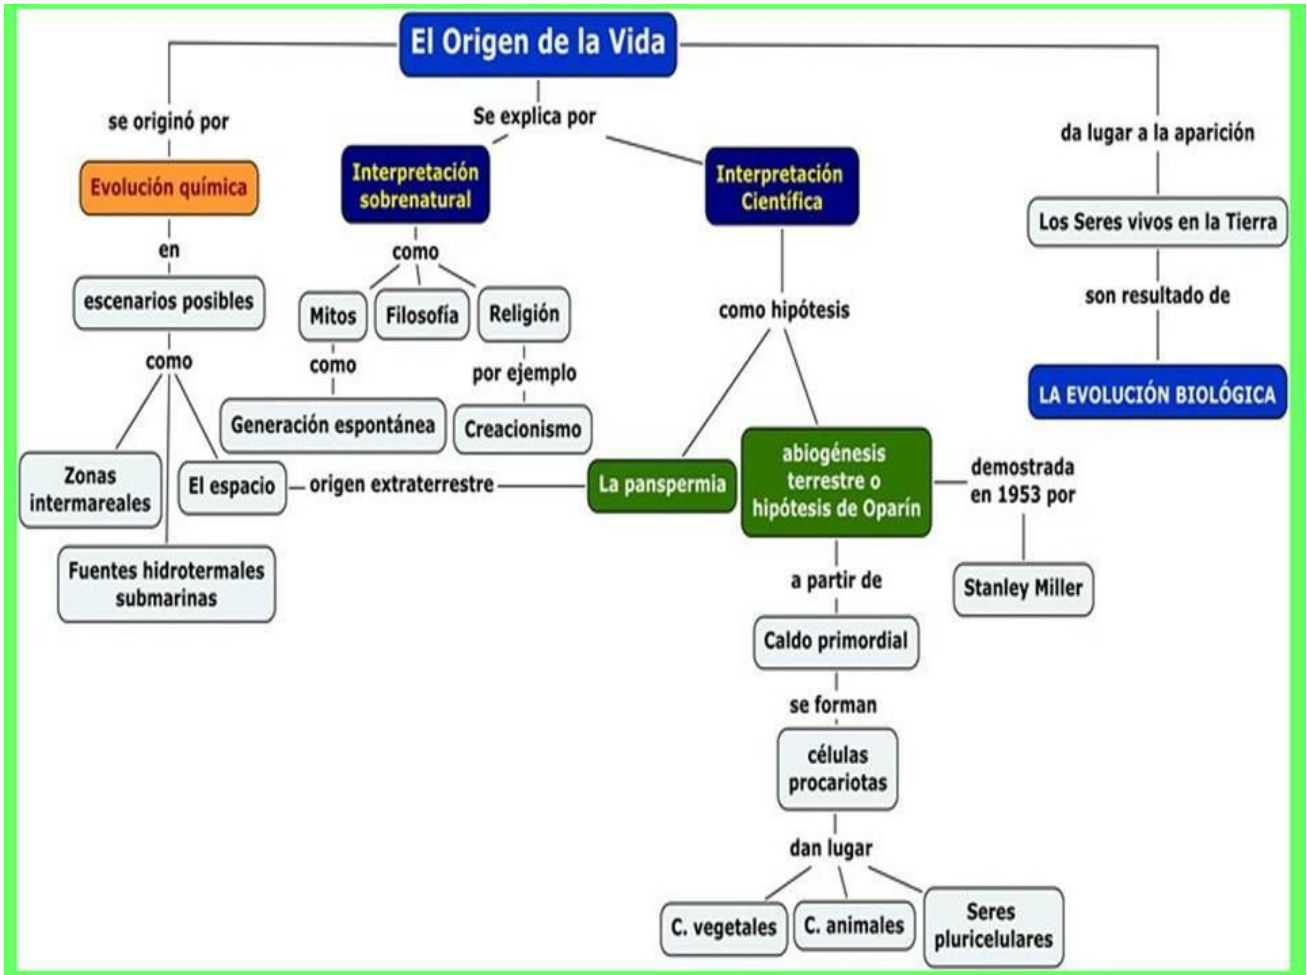 El Origen de la Vida
se originó por
Evolución química
en
escenarios posibles
como
Zonas
intermareales
Fuentes hidrotermales
submarinas
El espacio
origen extraterrestre
Se explica por
Interpretación
sobrenatural
como
Mitos
como
Generación espontánea
Filosofía
Religión
por ejemplo
Creacionismo
Interpretación
Científica
como hipótesis
La panspermia
abiogénesis
terrestre o
hipótesis de Oparín
demostrada
en 1953 por
Stanley Miller
a partir de
Caldo primordial
se forman
células
procariotas
dan lugar
C. vegetales
C. animales
Seres
pluricelulares
da lugar a la aparición
Los Seres vivos en la Tierra
son resultado de
LA EVOLUCIÓN BIOLÓGICA